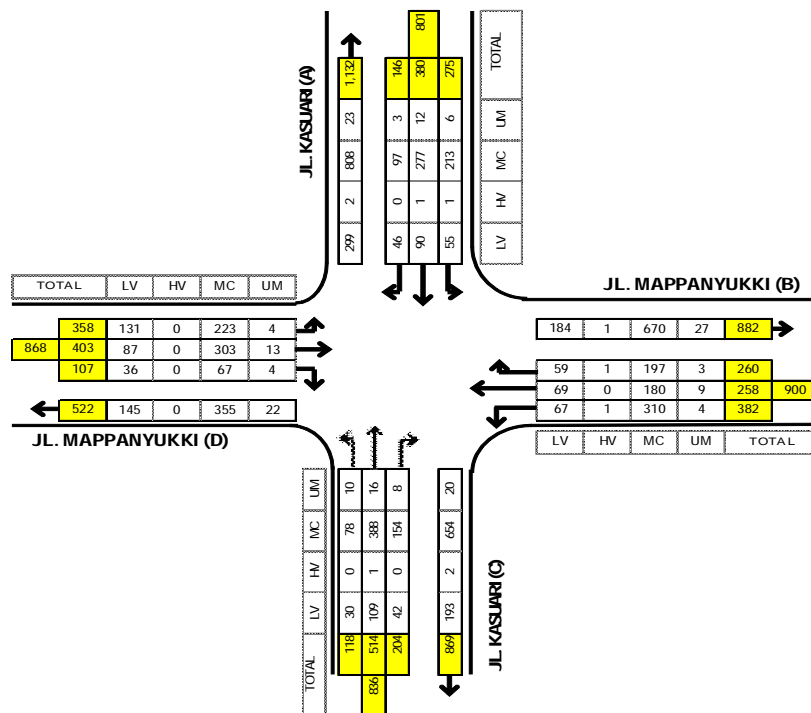 JL. KASUARI (A)
1,132
23
808
2
299
801
146 380 275
3 12 6
97 277 213
0 1 1
46 90 55
TOTAL
UM
MC
HV
LV
TOTAL LV HV MC UM
358 131 0 223 4
868 403 87 0 303 13
107 36 0 67 4
522 145 0 355 22
JL. MAPPANYUKKI (D)
JL. MAPPANYUKKI (B)
184 1 670 27 882
59 1 197 3 260
69 0 180 9 258 900
67 1 310 4 382
LV HV MC UM TOTAL
UM 10 16 8 20
MC 78 388 154 654
HV 0 1 0 2
LV 30 109 42 193
TOTAL 118 514 204 869
836
JL. KASUARI (C)